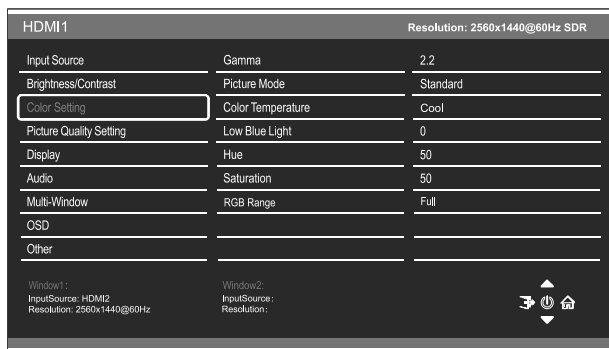 HDMI1 Resolution: 2560x1440@60Hz SDR
Input Source Gamma 2.2
Brightness/Contrast Picture Mode Standard
Color Setting Color Temperature Cool
Picture Quality Setting Low Blue Light 0
Display Hue 50
Audio Saturation 50
Multi-Window RGB Range Full
OSD
Other
Window1: Window2:
InputSource: HDMI2 InputSource:
Resolution: 2560x1440@60Hz Resolution: